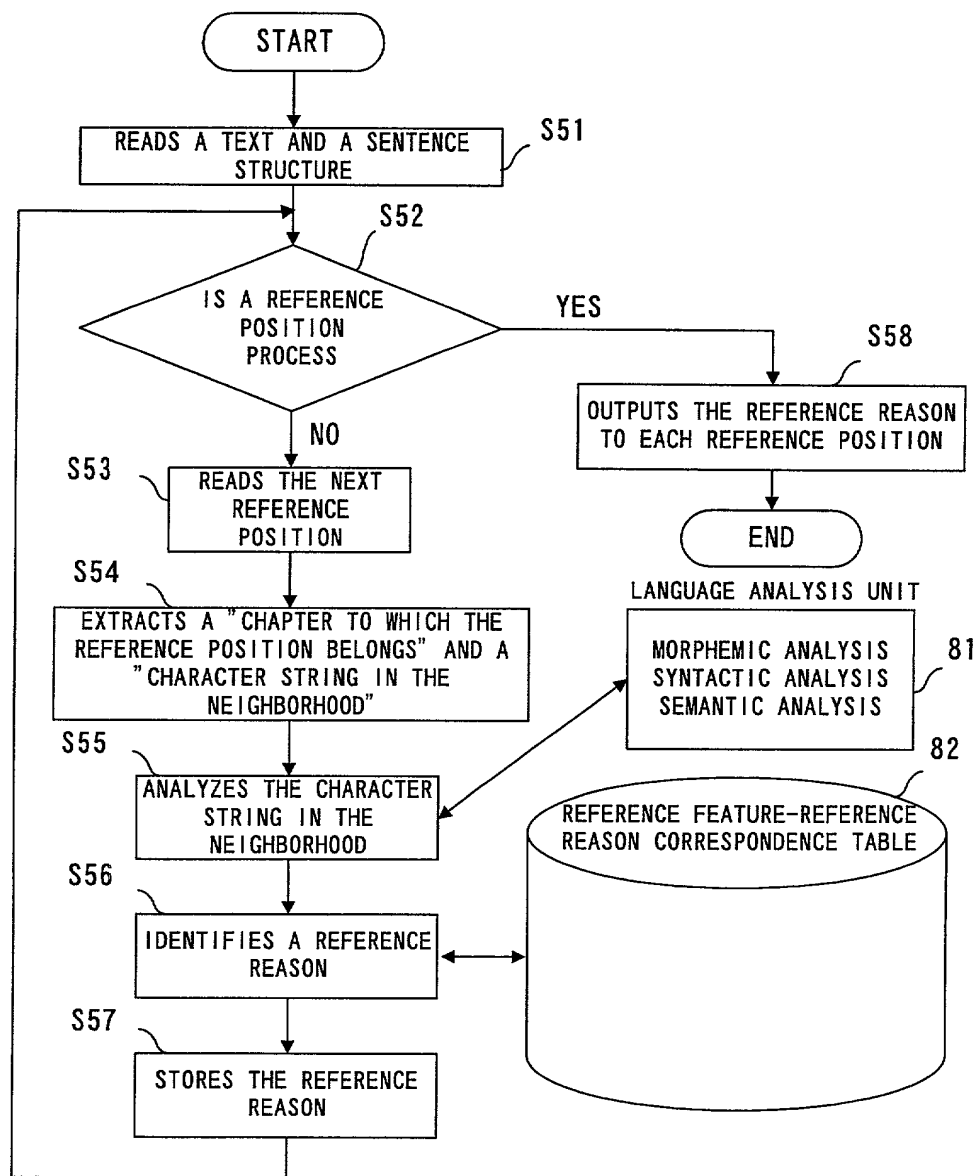 START
S51
READS A TEXT AND A SENTENCE
STRUCTURE
S52
IS A REFERENCE
POSITION
PROCESS
YES
NO
S58
OUTPUTS THE REFERENCE REASON
TO EACH REFERENCE POSITION
END
S53
READS THE NEXT
REFERENCE
POSITION
S54
EXTRACTS A "CHAPTER TO WHICH THE
REFERENCE POSITION BELONGS" AND A
"CHARACTER STRING IN THE
NEIGHBORHOOD"
LANGUAGE ANALYSIS UNIT
81
MORPHEMIC ANALYSIS
SYNTACTIC ANALYSIS
SEMANTIC ANALYSIS
S55
ANALYZES THE CHARACTER
STRING IN THE
NEIGHBORHOOD
82
REFERENCE FEATURE-REFERENCE
REASON CORRESPONDENCE TABLE
S56
IDENTIFIES A REFERENCE
REASON
S57
STORES THE REFERENCE
REASON